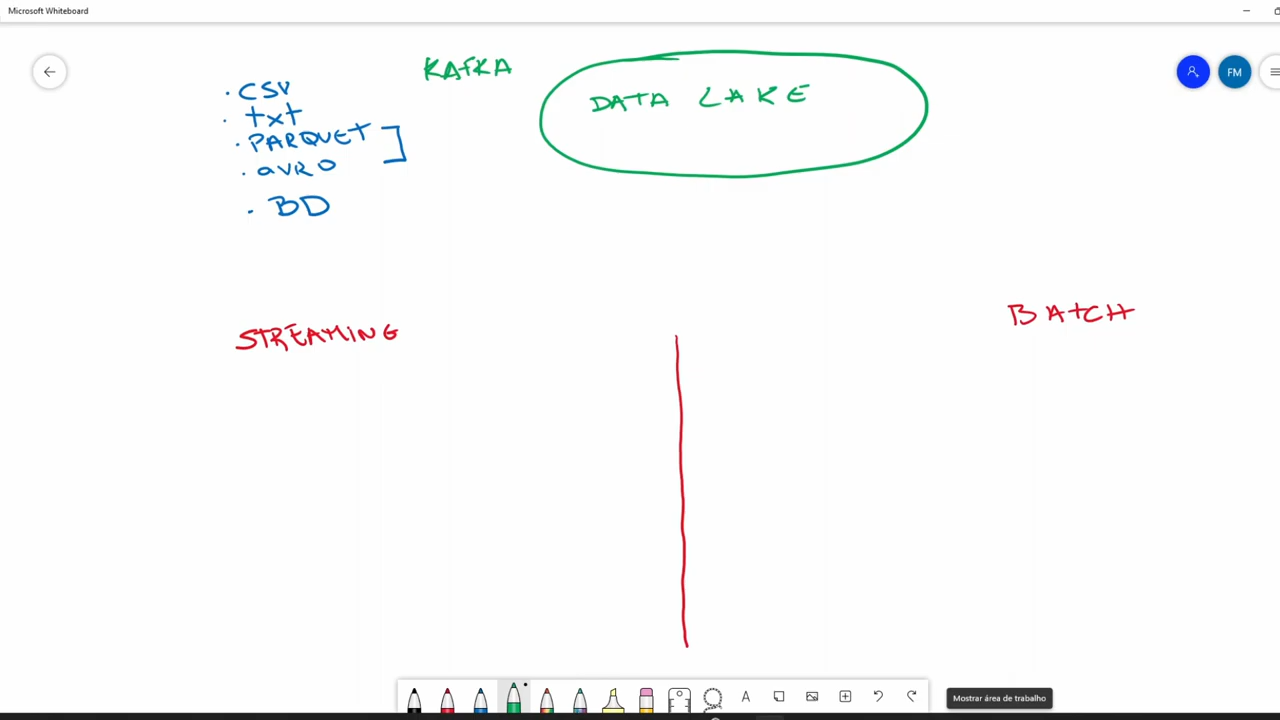 Microsoft Whiteboard
KAFKA
DATA LAKE
FM
· CSV
· txt
· PARQUET
· aVRO
· BD
STREAMING
BATCH
A
Mostrar área de trabalho